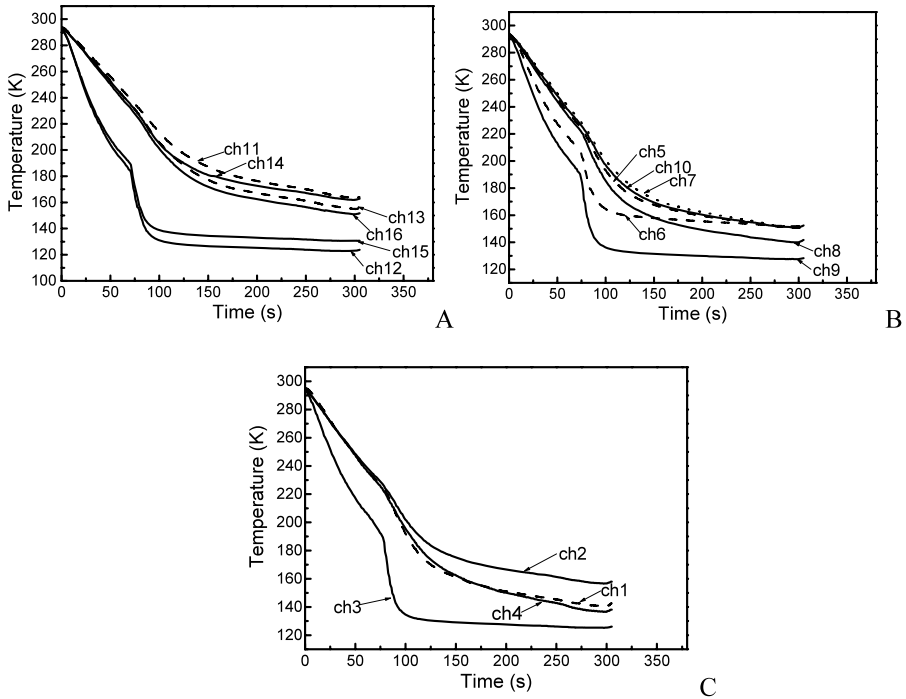 300
280
260
240
220
200
180
160
140
120
100
Temperature (K)
0 50 100 150 200 250 300 350
Time (s)
ch11
ch14
ch13
ch16
ch15
ch12
A
300
280
260
240
220
200
180
160
140
120
Temperature (K)
0 50 100 150 200 250 300 350
Time (s)
ch5
ch10
ch7
ch6
ch8
ch9
B
300
280
260
240
220
200
180
160
140
120
Temperature (K)
0 50 100 150 200 250 300 350
Time (s)
ch2
ch1
ch3
ch4
C